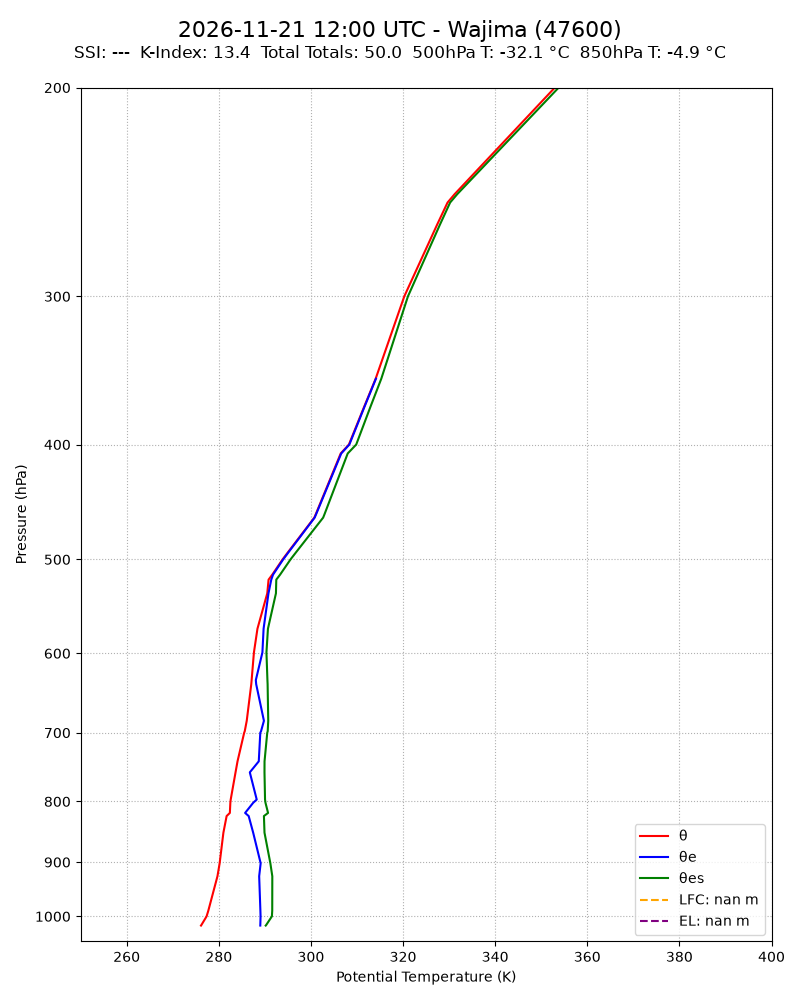 2026-11-21 12:00 UTC - Wajima (47600)
SSI: ---  K-Index: 13.4  Total Totals: 50.0  500hPa T: -32.1 °C  850hPa T: -4.9 °C
200
300
400
500
600
700
800
900
1000
Pressure (hPa)
θ
θe
θes
LFC: nan m
EL: nan m
260 280 300 320 340 360 380 400
Potential Temperature (K)